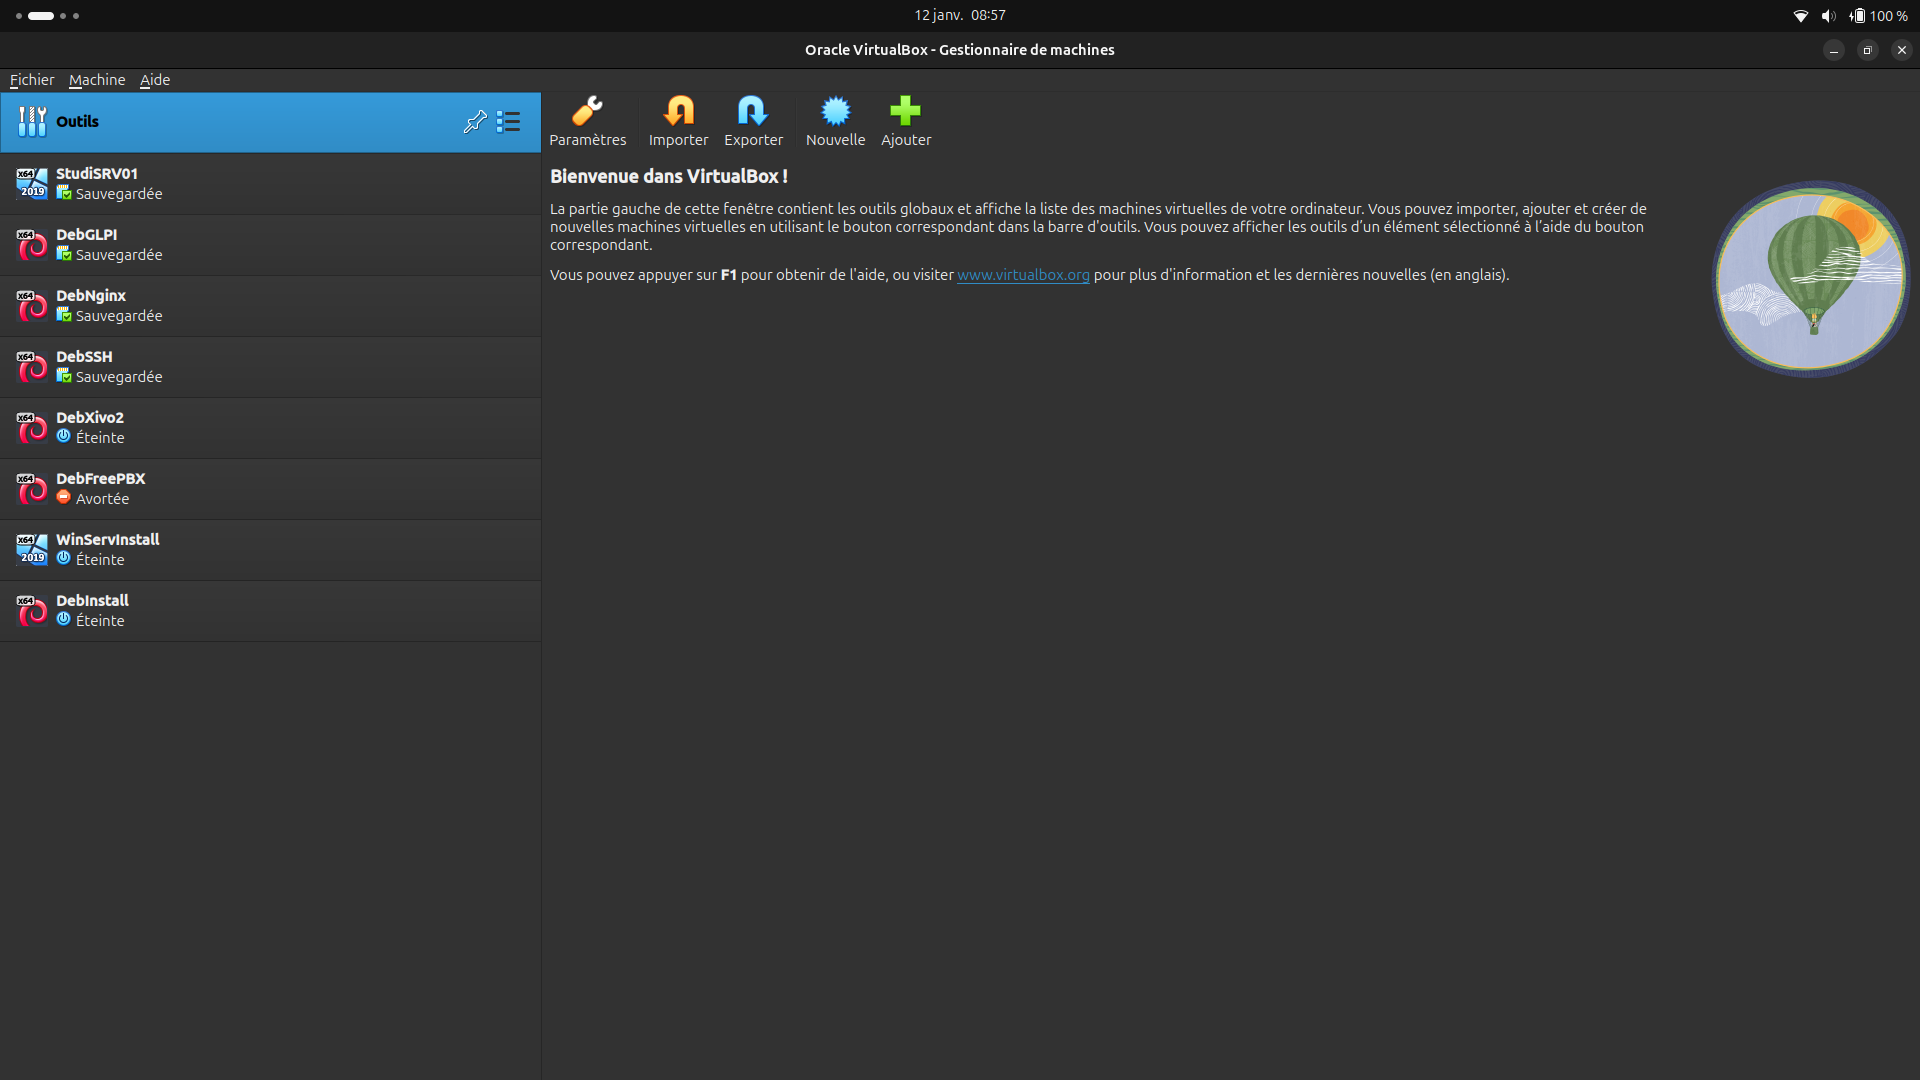 12 janv. 08:57
100 %
Oracle VirtualBox - Gestionnaire de machines
Fichier Machine Aide
Outils
Paramètres Importer Exporter Nouvelle Ajouter
x64
2019
StudiSRV01
Sauvegardée
x64
DebGLPI
Sauvegardée
x64
DebNginx
Sauvegardée
x64
DebSSH
Sauvegardée
x64
DebXivo2
Éteinte
x64
DebFreePBX
Avortée
x64
2019
WinServInstall
Éteinte
x64
DebInstall
Éteinte
Bienvenue dans VirtualBox !
La partie gauche de cette fenêtre contient les outils globaux et affiche la liste des machines virtuelles de votre ordinateur. Vous pouvez importer, ajouter et créer de
nouvelles machines virtuelles en utilisant le bouton correspondant dans la barre d'outils. Vous pouvez afficher les outils d’un élément sélectionné à l'aide du bouton
correspondant.
Vous pouvez appuyer sur F1 pour obtenir de l'aide, ou visiter www.virtualbox.org pour plus d'information et les dernières nouvelles (en anglais).